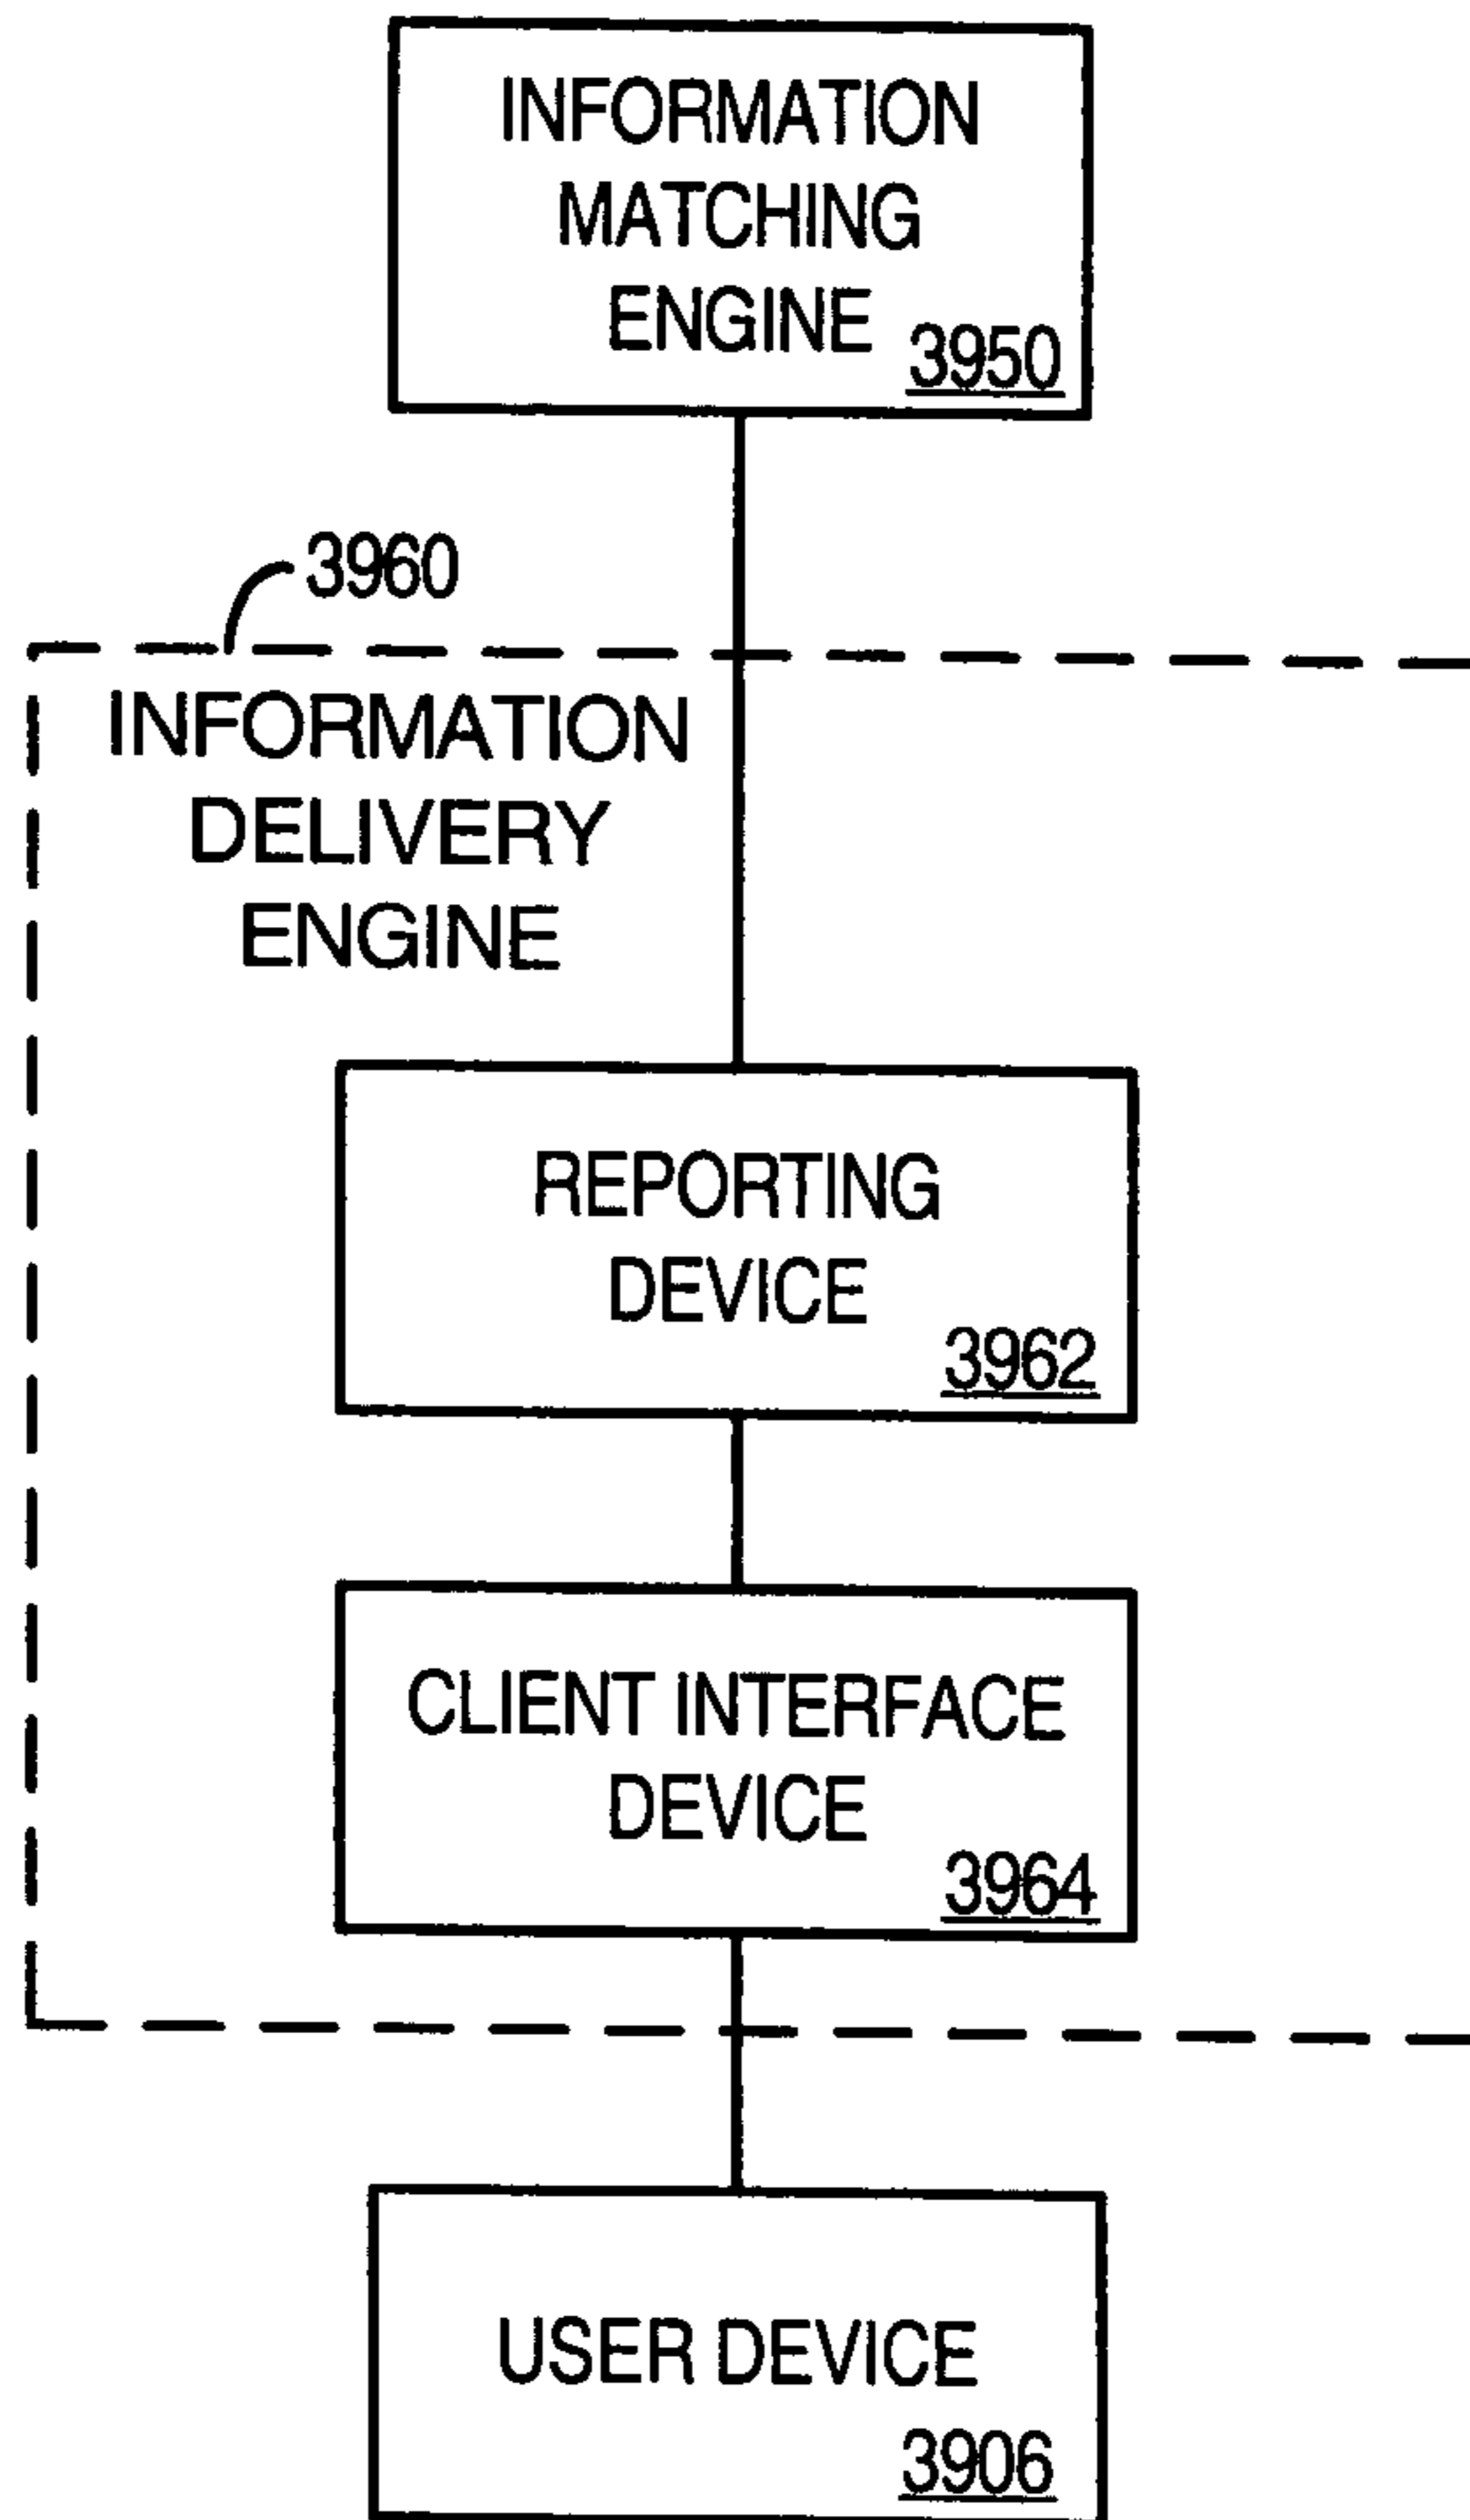 INFORMATION
MATCHING
ENGINE
3950
3960
INFORMATION
DELIVERY
ENGINE
REPORTING
DEVICE
3962
CLIENT INTERFACE
DEVICE
3964
USER DEVICE
3906